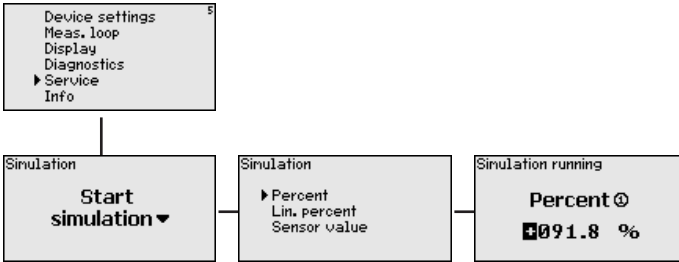 5
Device settings
Meas. loop
Display
Diagnostics
Service
Info
Simulation
Start
simulation
Simulation
Percent
Lin. percent
Sensor value
Simulation running
Percent ①
+091.8 %